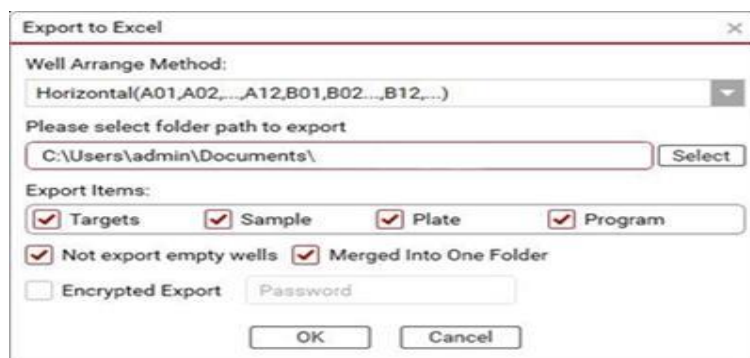 Export to Excel
Well Arrange Method:
Horizontal(A01,A02,...,A12,B01,B02...,B12,...)
Please select folder path to export
C:\Users\admin\Documents\ Select
Export Items:
Targets Sample Plate Program
Not export empty wells Merged Into One Folder
Encrypted Export Password
OK Cancel